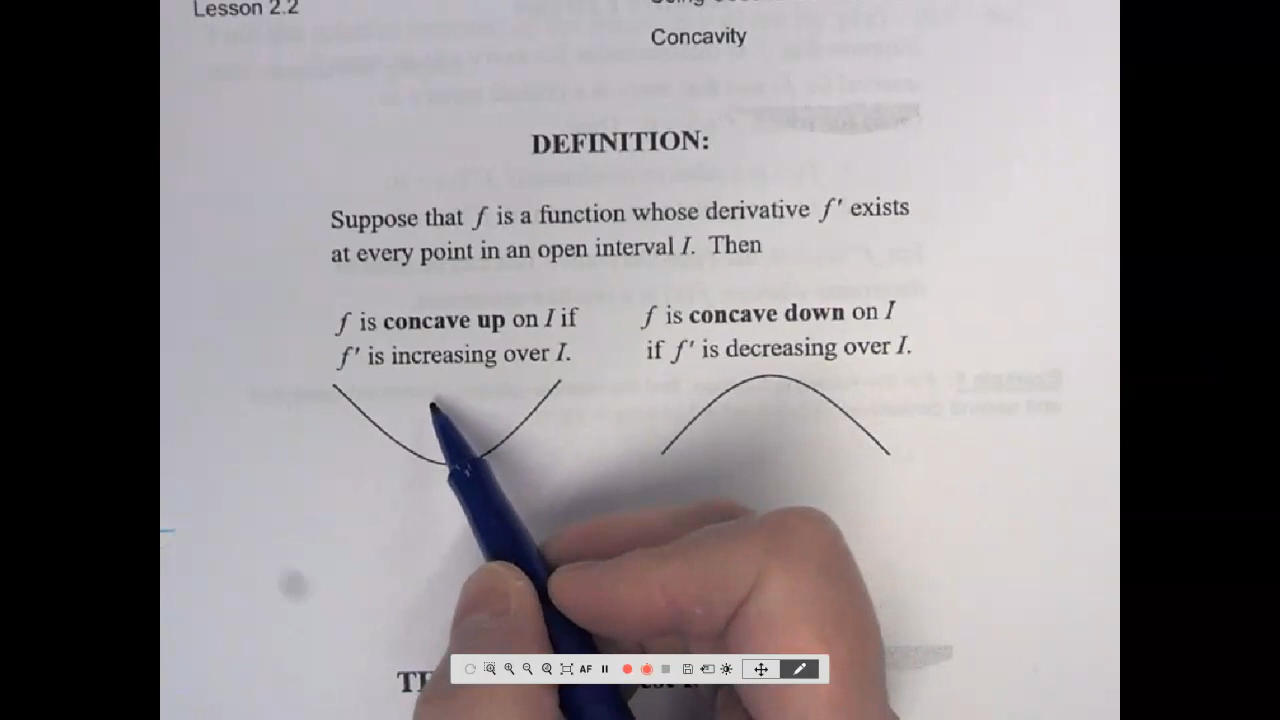 Lesson 2.2
Concavity
DEFINITION:
Suppose that f is a function whose derivative f′ exists
at every point in an open interval I. Then
f is concave up on I if
f′ is increasing over I.
f is concave down on I
if f′ is decreasing over I.
AF